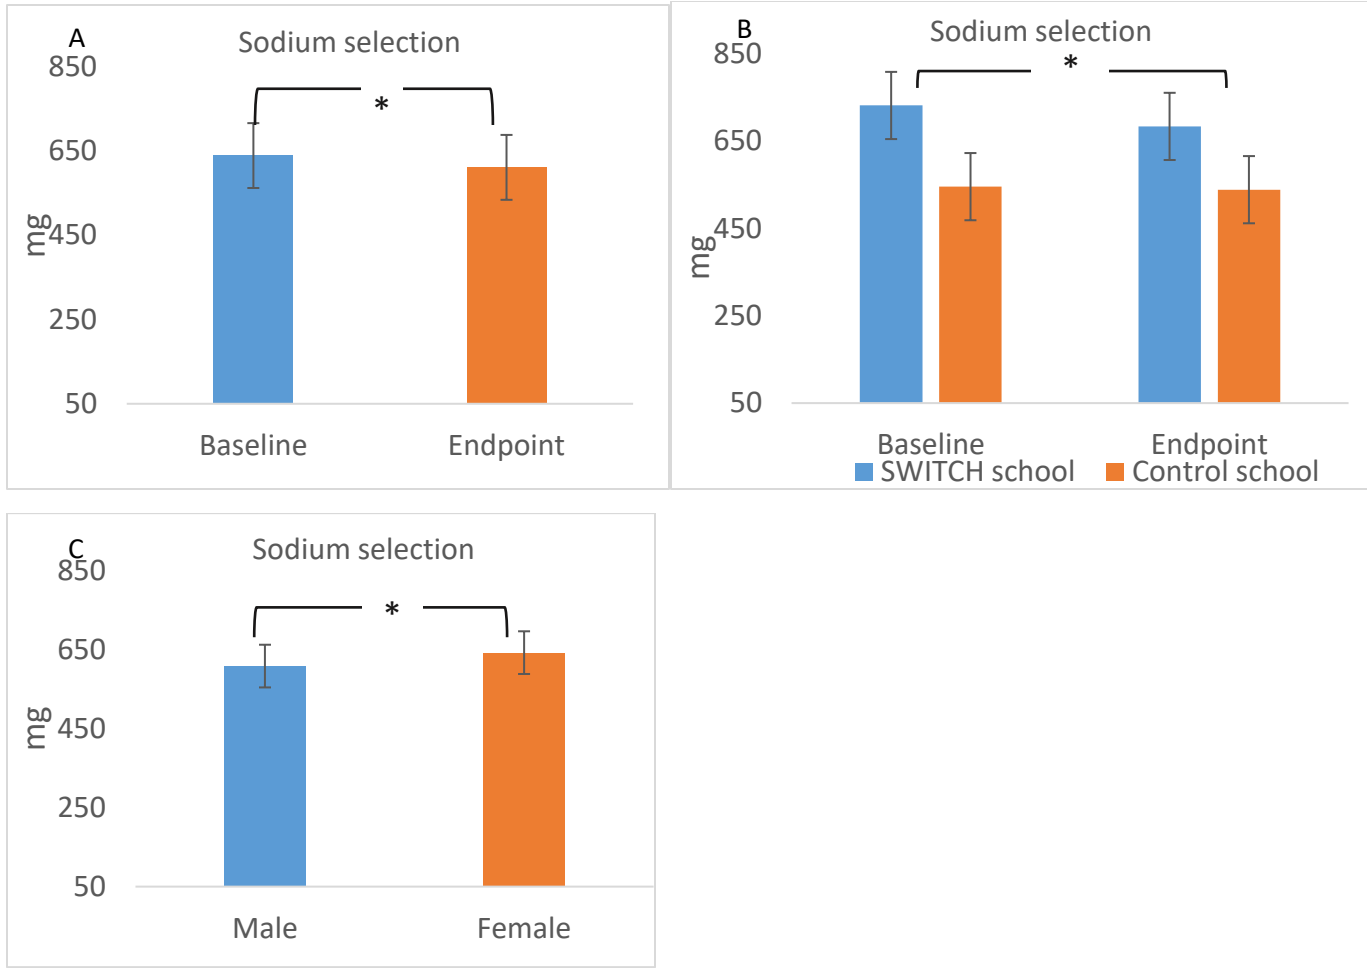 A
Sodium selection
850
650
450
250
50
mg
*
Baseline Endpoint
B
Sodium selection
850
650
450
250
50
mg
*
Baseline Endpoint
SWITCH school Control school
C
Sodium selection
850
650
450
250
50
mg
*
Male Female